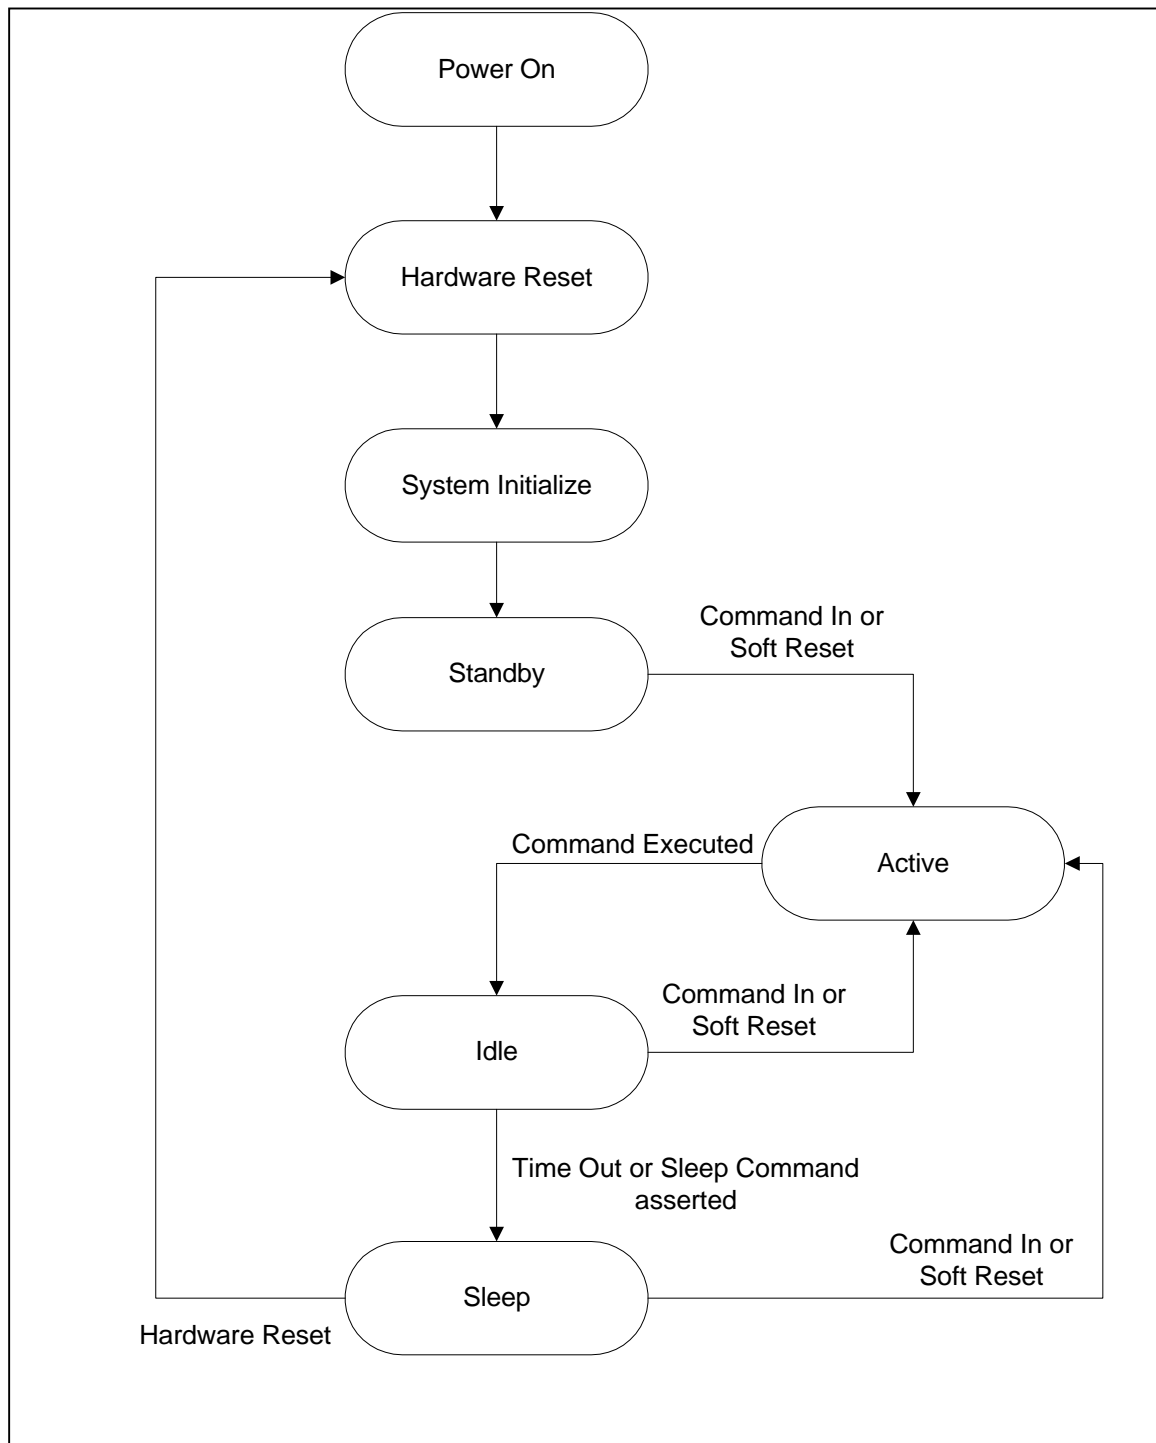 Power On
Hardware Reset
System Initialize
Standby
Command In or
Soft Reset
Active
Command Executed
Idle
Command In or
Soft Reset
Time Out or Sleep Command
asserted
Sleep
Command In or
Soft Reset
Hardware Reset